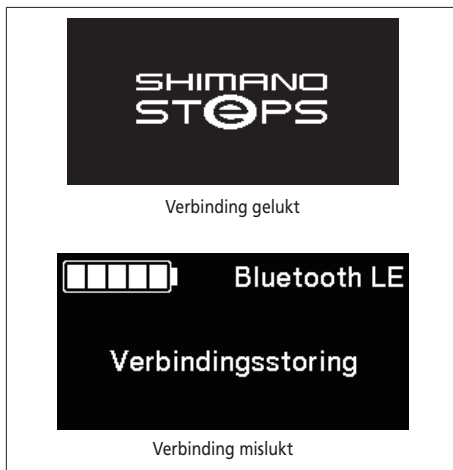 SHIMANO
STePS
Verbinding gelukt
Bluetooth LE
Verbindingsstoring
Verbinding mislukt